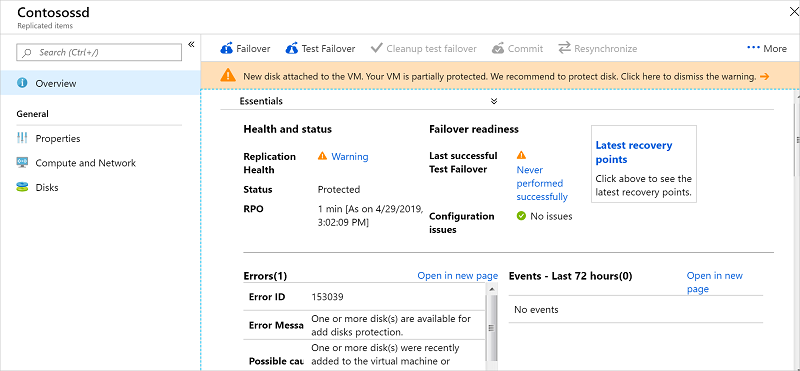 Contosossd
Replicated items
Search (Ctrl+/)
«
Overview
General
Properties
Compute and Network
Disks
Failover
Test Failover
Cleanup test failover
Commit
Resynchronize
More
New disk attached to the VM. Your VM is partially protected. We recommend to protect disk. Click here to dismiss the warning.
Essentials
Health and status
Replication
Health
Warning
Status
Protected
RPO
1 min [As on 4/29/2019,
3:02:09 PM]
Failover readiness
Last successful
Test Failover
Never
performed
successfully
Configuration
issues
No issues
Latest recovery
points
Click above to see the
latest recovery points.
Errors(1)
Open in new page
Error ID
153039
Error Messa
One or more disk(s) are available for
add disks protection.
Possible cau
One or more disk(s) were recently
added to the virtual machine or
Events - Last 72 hours(0)
Open in new
page
No events